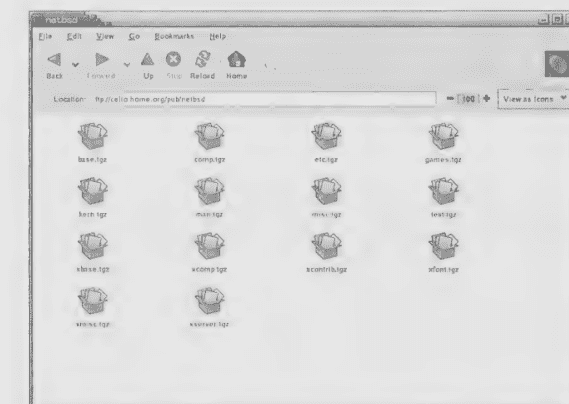 netbsd
File Edit View Go Bookmarks Help
Back Forward Up Stop Reload Home
Location: ftp://cello.home.org/pub/netbsd 100 View as Icons
base.tgz comp.tgz etc.tgz games.tgz
kern.tgz man.tgz misc.tgz text.tgz
xbase.tgz xcomp.tgz xcontrib.tgz xfont.tgz
xmisc.tgz xserver.tgz